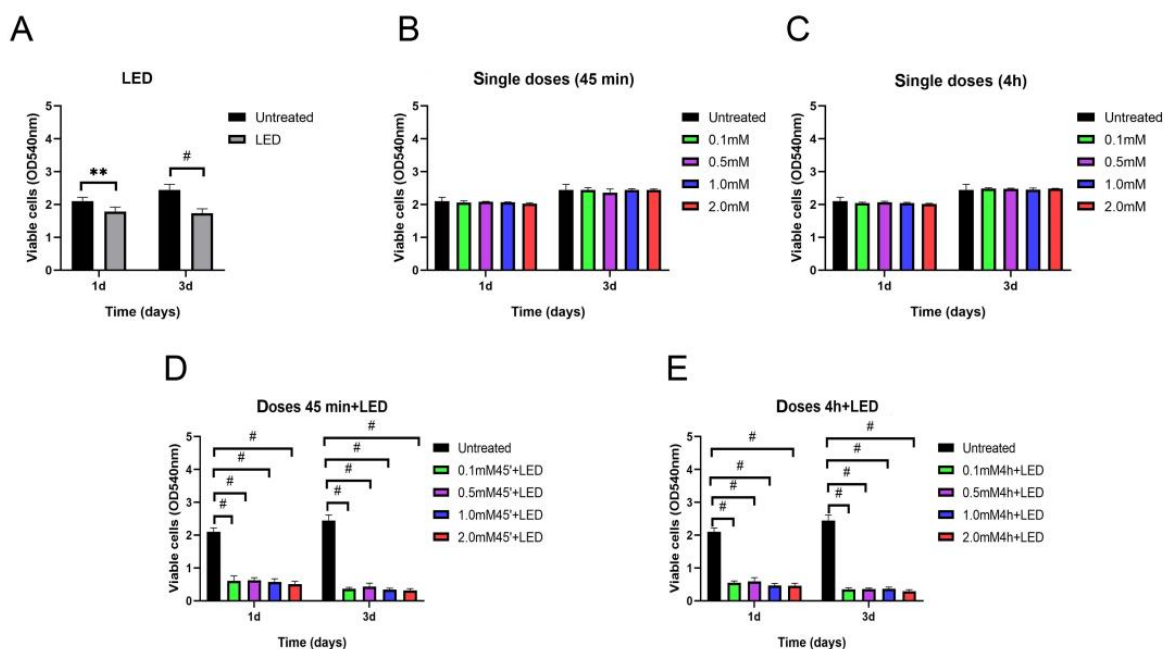 A
LED
Viable cells (OD540nm)
5
4
3
2
1
0
**
#
1d
3d
Time (days)
Untreated
LED
B
Single doses (45 min)
Viable cells (OD540nm)
5
4
3
2
1
0
1d
3d
Time (days)
Untreated
0.1mM
0.5mM
1.0mM
2.0mM
C
Single doses (4h)
Viable cells (OD540nm)
5
4
3
2
1
0
1d
3d
Time (days)
Untreated
0.1mM
0.5mM
1.0mM
2.0mM
D
Doses 45 min+LED
Viable cells (OD540nm)
5
4
3
2
1
0
#
#
#
#
#
#
#
#
1d
3d
Time (days)
Untreated
0.1mM45'+LED
0.5mM45'+LED
1.0mM45'+LED
2.0mM45'+LED
E
Doses 4h+LED
Viable cells (OD540nm)
5
4
3
2
1
0
#
#
#
#
#
#
#
#
1d
3d
Time (days)
Untreated
0.1mM4h+LED
0.5mM4h+LED
1.0mM4h+LED
2.0mM4h+LED